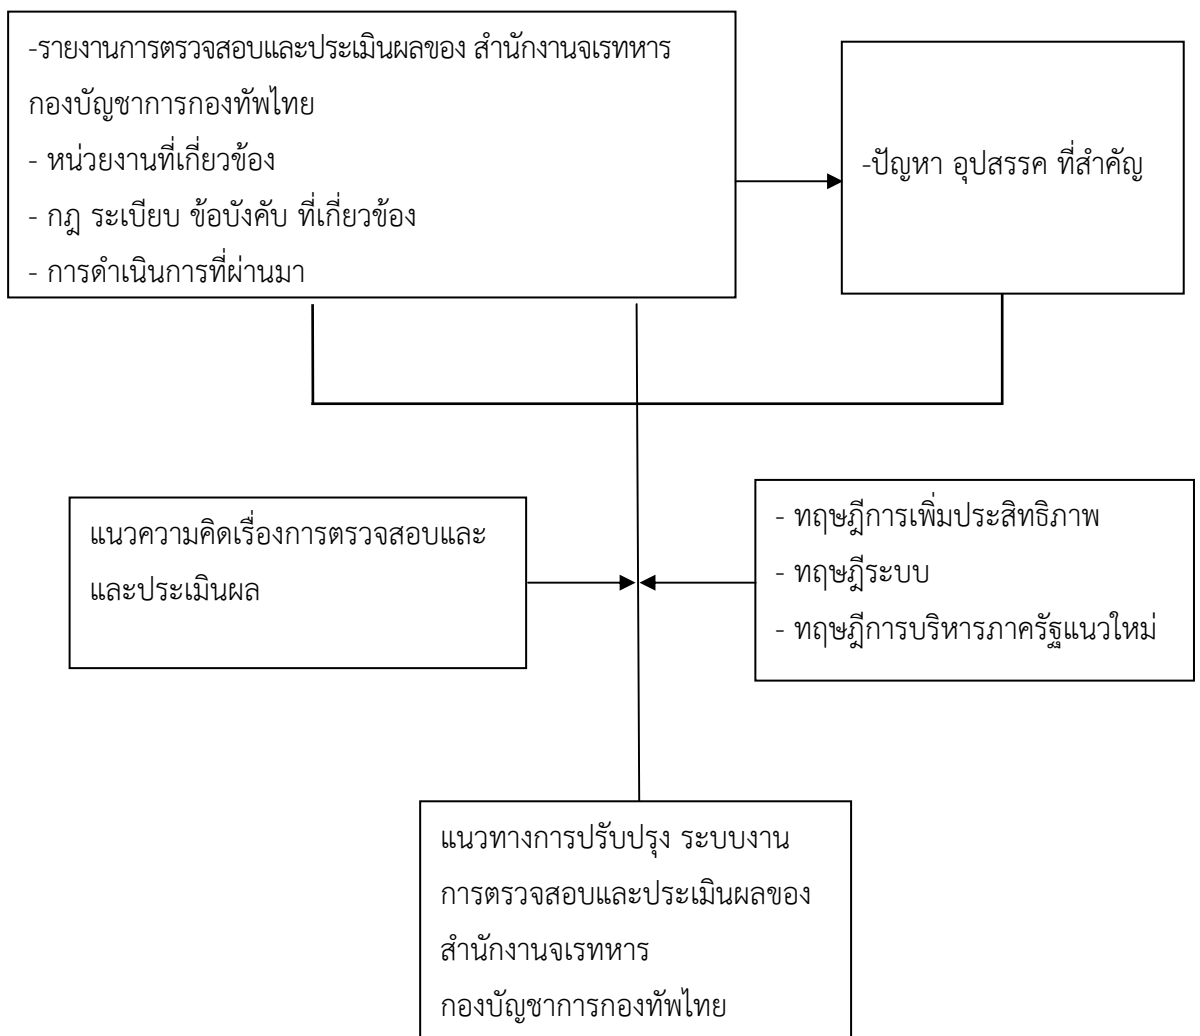 -รายงานการตรวจสอบและประเมินผลของ สำนักงานจเรทหาร
กองบัญชาการกองทัพไทย
- หน่วยงานที่เกี่ยวข้อง
- กฎ ระเบียบ ข้อบังคับ ที่เกี่ยวข้อง
- การดำเนินการที่ผ่านมา
-ปัญหา อุปสรรค ที่สำคัญ
แนวความคิดเรื่องการตรวจสอบและ
และประเมินผล
- ทฤษฎีการเพิ่มประสิทธิภาพ
- ทฤษฎีระบบ
- ทฤษฎีการบริหารภาครัฐแนวใหม่
แนวทางการปรับปรุง ระบบงาน
การตรวจสอบและประเมินผลของ
สำนักงานจเรทหาร
กองบัญชาการกองทัพไทย